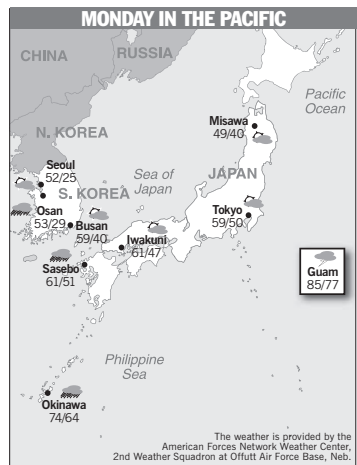 MONDAY IN THE PACIFIC
CHINA
RUSSIA
Pacific
Ocean
Misawa
49/40
N. KOREA
Seoul
52/25
Sea of
Japan
JAPAN
S. KOREA
Osan
53/29
Busan
59/40
Tokyo
59/50
Iwakuni
61/47
Sasebo
61/51
Guam
85/77
Philippine
Sea
Okinawa
74/64
The weather is provided by the
American Forces Network Weather Center,
2nd Weather Squadron at Offutt Air Force Base, Neb.